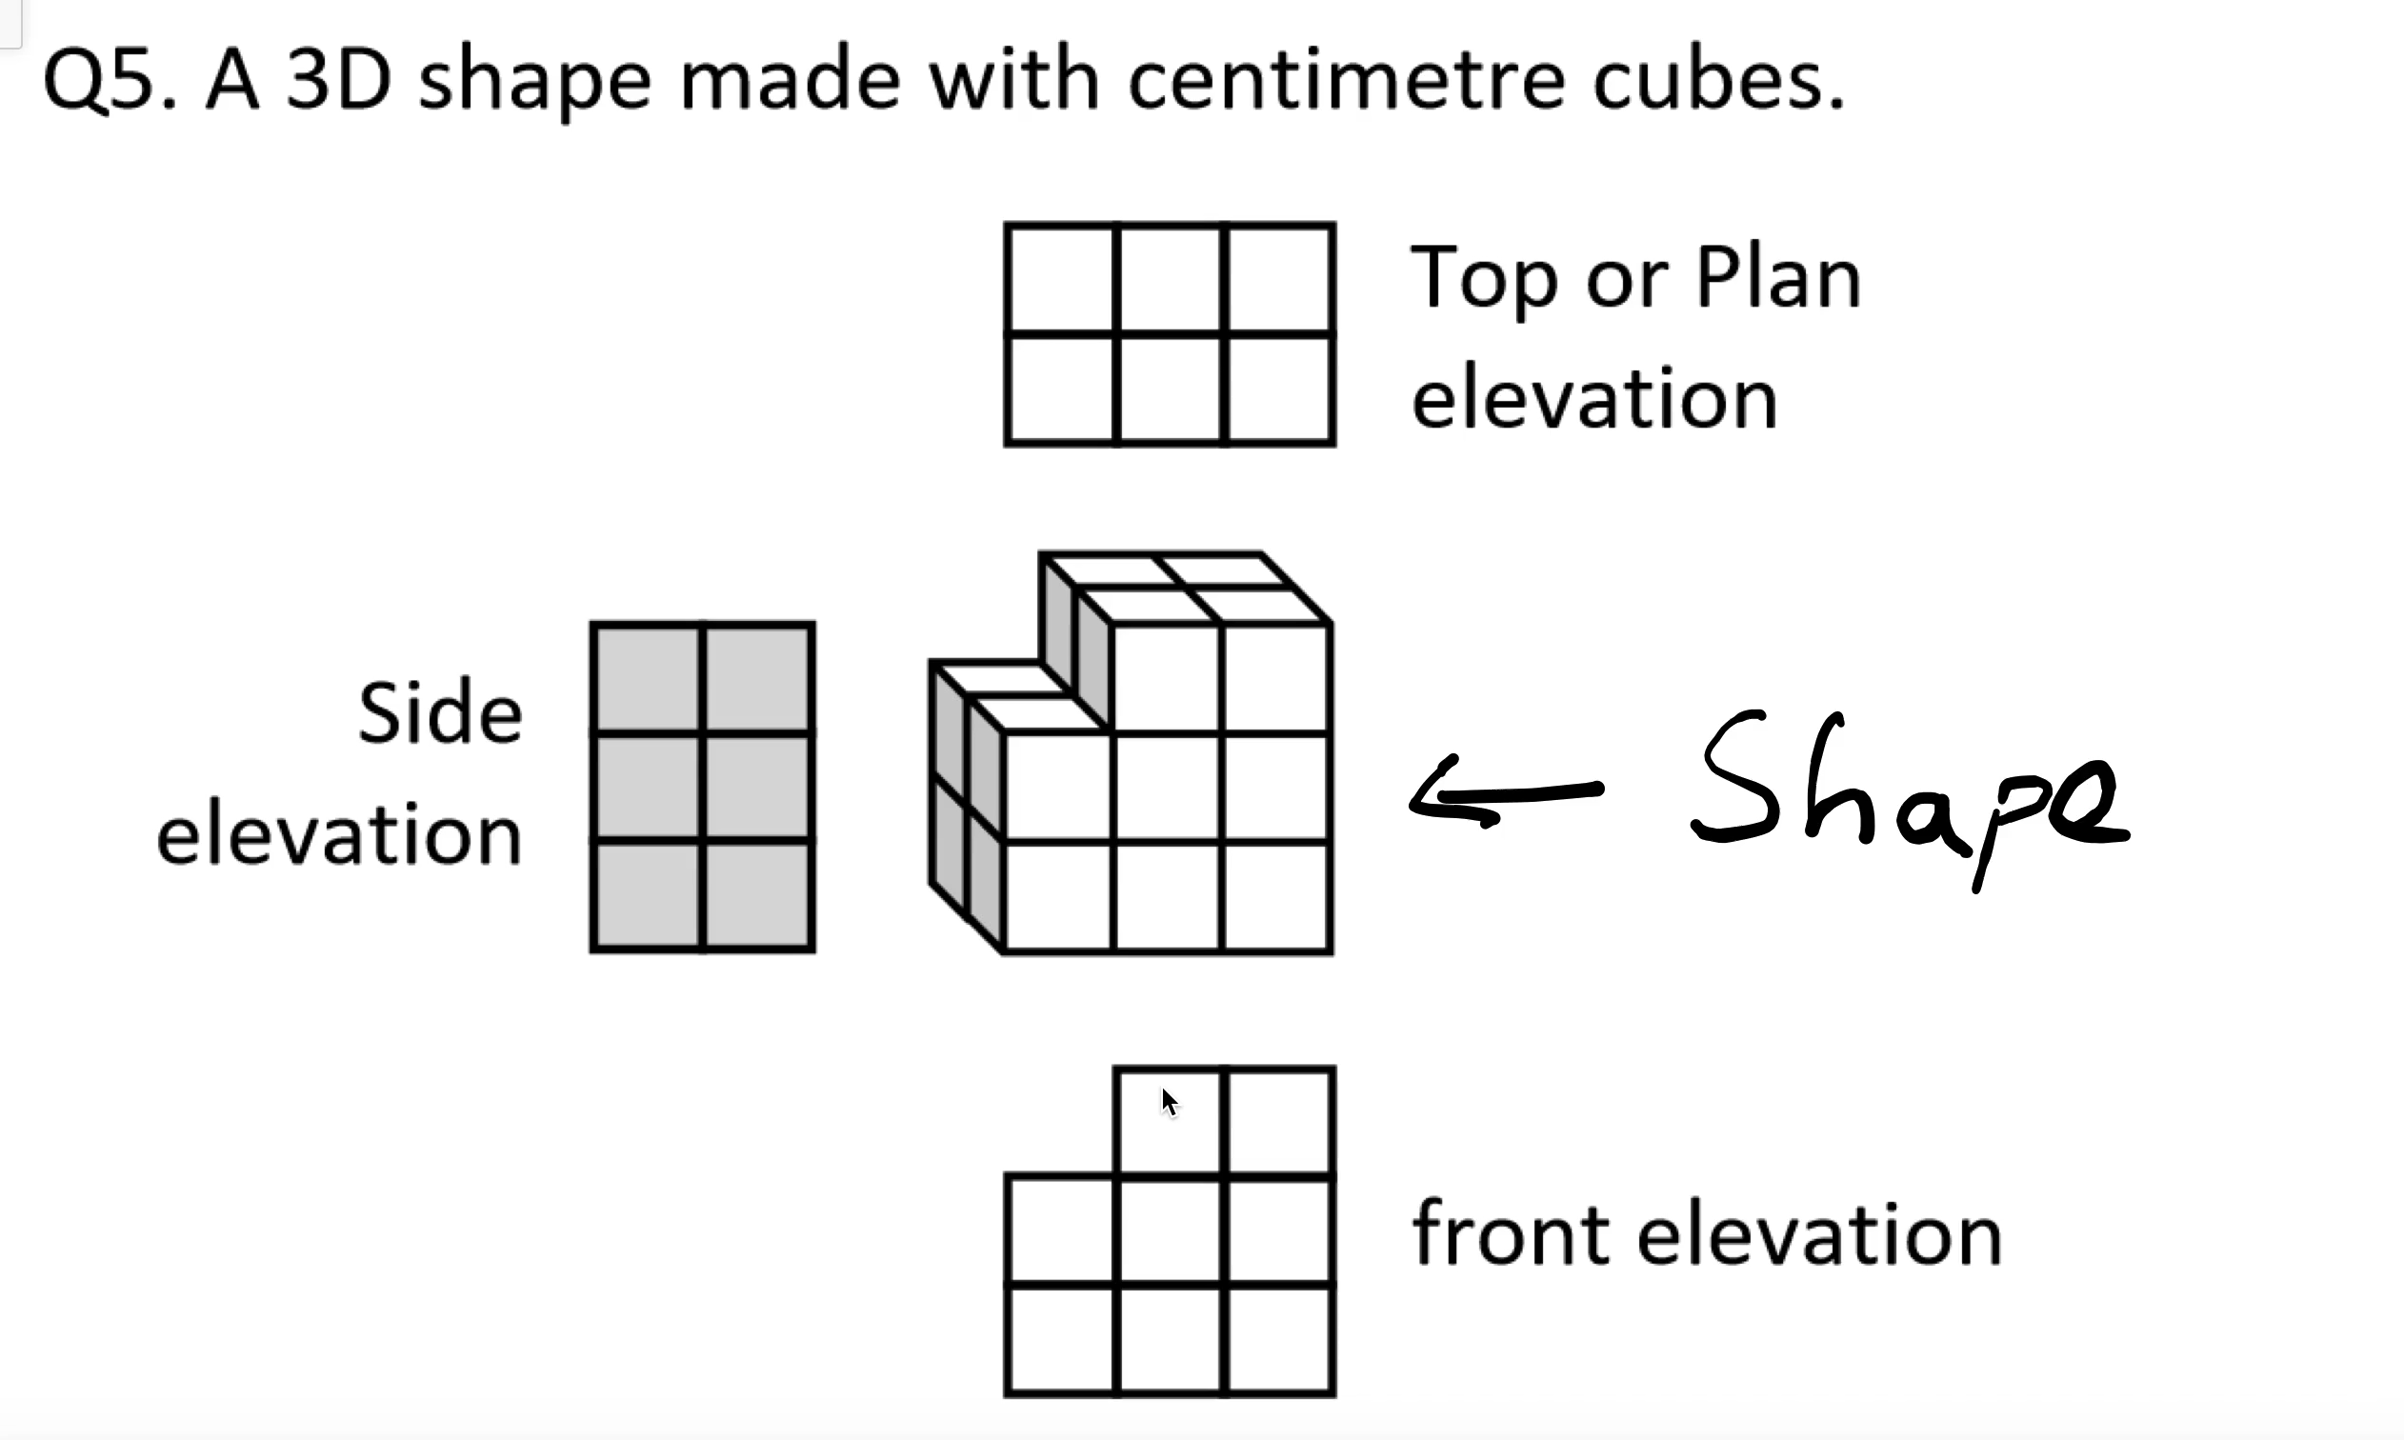 Q5. A 3D shape made with centimetre cubes.
Top or Plan
elevation
Side
elevation
Shape
front elevation